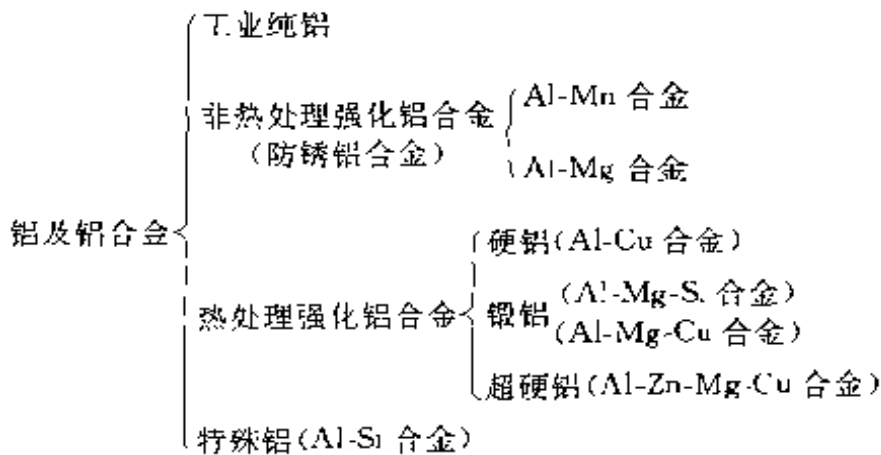 工业纯铝
非热处理强化铝合金
(防锈铝合金)
Al-Mn 合金
Al-Mg 合金
铝及铝合金
硬铝(Al-Cu 合金)
热处理强化铝合金
锻铝
(Al-Mg-Si 合金)
(Al-Mg-Cu 合金)
超硬铝(Al-Zn-Mg-Cu 合金)
特殊铝(Al-Si 合金)